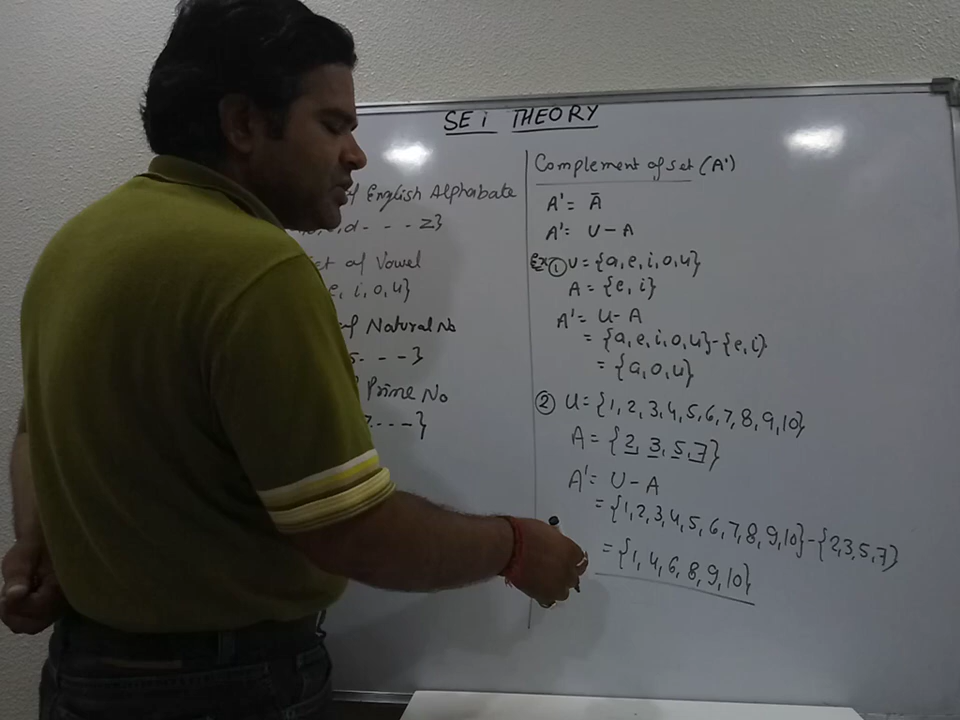 SET THEORY
of English Alphabate
d - - - z}
Set of Vowel
e, i, o, u}
of Natural No
5 - - -}
Prime No
7 - - -}
Complement of set (A')
A' = Ā
A' = U - A
Ex ① U = {a, e, i, o, u}
A = {e, i}
A' = U - A
= {a, e, i, o, u} - {e, i}
= {a, o, u}
② U = {1, 2, 3, 4, 5, 6, 7, 8, 9, 10}
A = {2, 3, 5, 7}
A' = U - A
= {1, 2, 3, 4, 5, 6, 7, 8, 9, 10} - {2, 3, 5, 7}
= {1, 4, 6, 8, 9, 10}